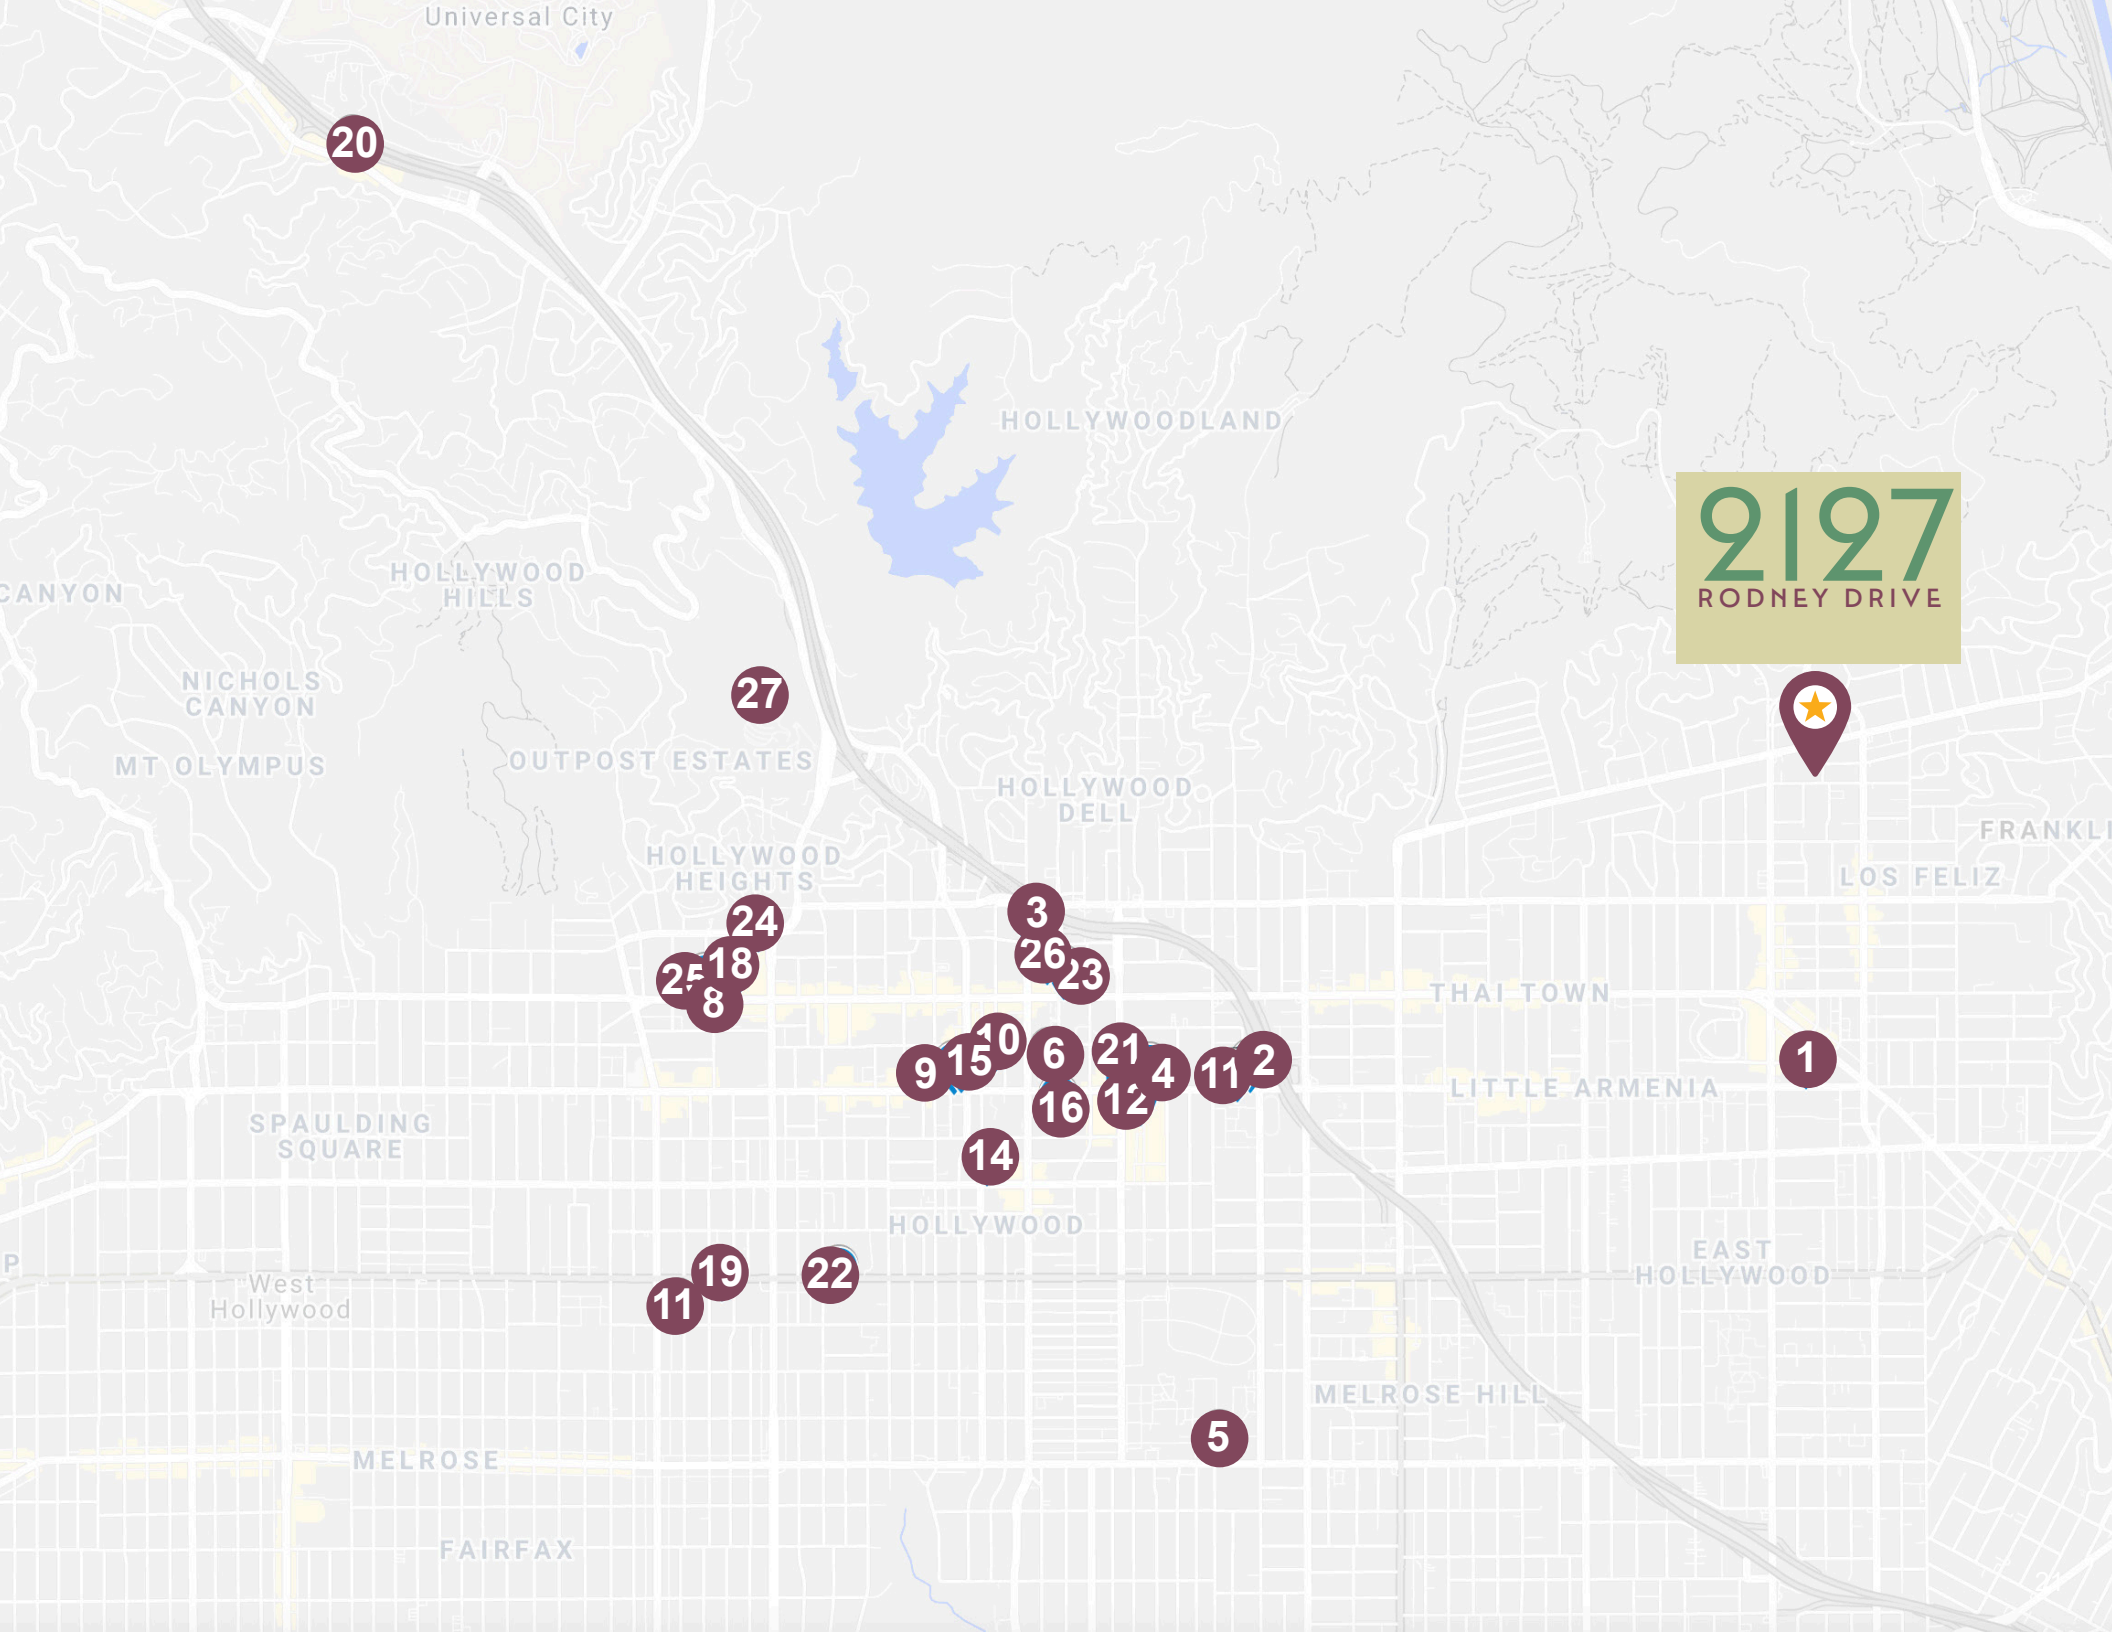 Universal City
20
HOLLYWOODLAND
2127
RODNEY DRIVE
HOLLYWOOD
HILLS
CANYON
NICHOLS
CANYON
27
MT OLYMPUS
OUTPOST ESTATES
HOLLYWOOD
DELL
FRANKLI
HOLLYWOOD
HEIGHTS
LOS FELIZ
3
24
26
18
25
23
8
THAI TOWN
10
6
21
15
9
4
11
2
1
LITTLE ARMENIA
12
16
SPAULDING
SQUARE
14
HOLLYWOOD
EAST
HOLLYWOOD
P
19
22
West
Hollywood
11
MELROSE HILL
5
MELROSE
FAIRFAX
21